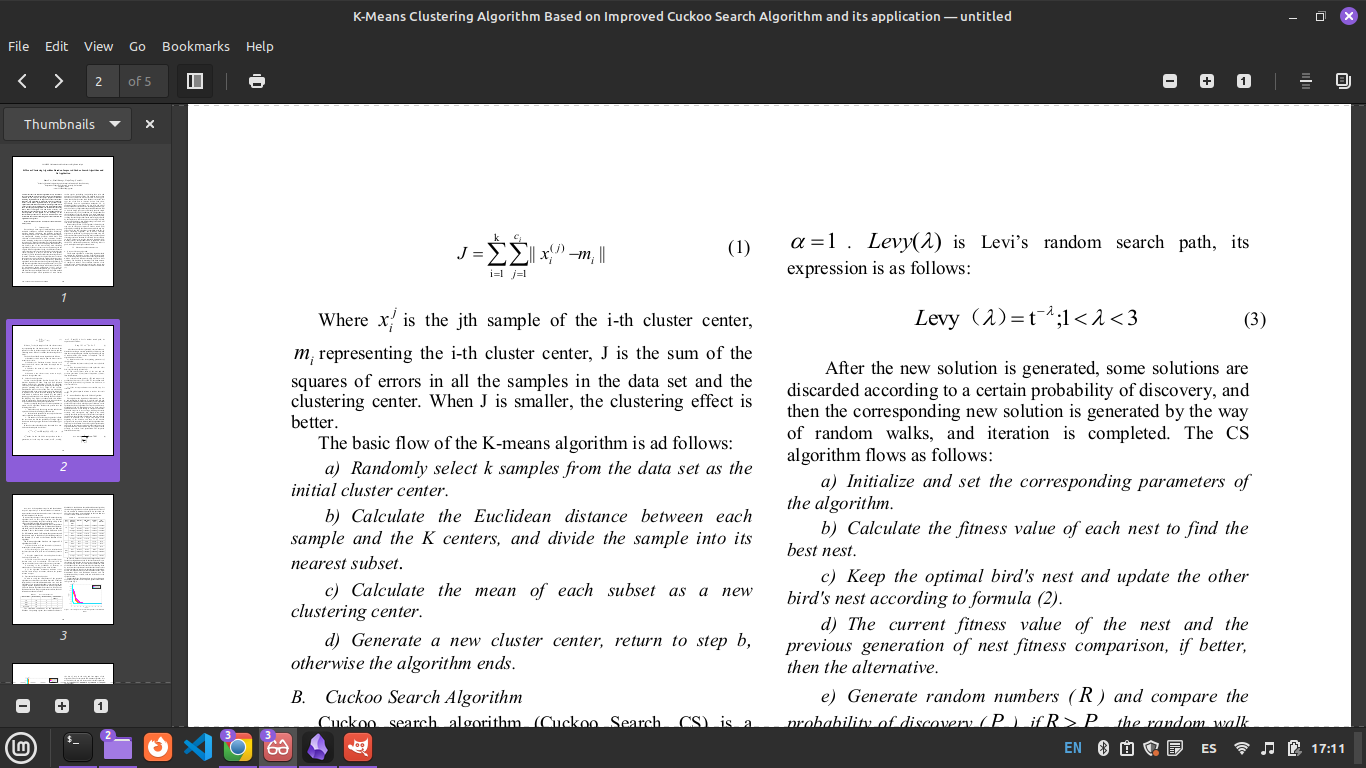 K-Means Clustering Algorithm Based on Improved Cuckoo Search Algorithm and its application — untitled
File Edit View Go Bookmarks Help
2 of 5
1
Thumbnails
1
2
3
1
J = ∑_{i=1}^{k} ∑_{j=1}^{c_i} || x_i^{(j)} − m_i || (1)
Where x_i^j is the jth sample of the i-th cluster center,
m_i representing the i-th cluster center, J is the sum of the
squares of errors in all the samples in the data set and the
clustering center. When J is smaller, the clustering effect is
better.
The basic flow of the K-means algorithm is ad follows:
a) Randomly select k samples from the data set as the
initial cluster center.
b) Calculate the Euclidean distance between each
sample and the K centers, and divide the sample into its
nearest subset.
c) Calculate the mean of each subset as a new
clustering center.
d) Generate a new cluster center, return to step b,
otherwise the algorithm ends.
B. Cuckoo Search Algorithm
Cuckoo search algorithm (Cuckoo Search, CS) is a
α = 1 . Levy(λ) is Levi's random search path, its
expression is as follows:
Levy（λ）= t^{−λ};1 < λ < 3 (3)
After the new solution is generated, some solutions are
discarded according to a certain probability of discovery, and
then the corresponding new solution is generated by the way
of random walks, and iteration is completed. The CS
algorithm flows as follows:
a) Initialize and set the corresponding parameters of
the algorithm.
b) Calculate the fitness value of each nest to find the
best nest.
c) Keep the optimal bird's nest and update the other
bird's nest according to formula (2).
d) The current fitness value of the nest and the
previous generation of nest fitness comparison, if better,
then the alternative.
e) Generate random numbers ( R ) and compare the
probability of discovery ( P ), if R > P , the random walk
2
3
3
EN
ES
17:11